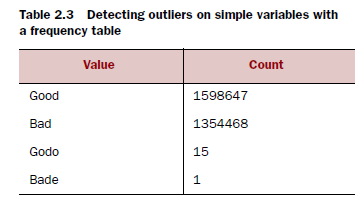 Table 2.3 Detecting outliers on simple variables with
a frequency table
Value Count
Good 1598647
Bad 1354468
Godo 15
Bade 1